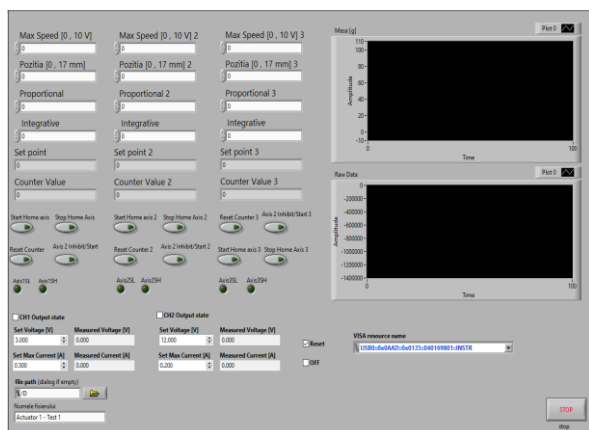 Max Speed [0 , 10 V] Max Speed [0 , 10 V] 2 Max Speed [0 , 10 V] 3
0 0 0
Pozitia [0 , 17 mm] Pozitia [0 , 17 mm] 2 Pozitia [0 , 17 mm] 3
0 0 0
Proportional Proportional 2 Proportional 3
0 0 0
Integrative Integrative Integrative
0 0 0
Set point Set point 2 Set point 3
0 0 0
Counter Value Counter Value 2 Counter Value 3
0 0 0
Start Home axis Stop Home Axis Start Home axis 2 Stop Home Axis 2 Reset Counter 3 Axis 2 Inhibit/Start 3
Reset Counter Axis 2 Inhibit/Start Reset Counter 2 Axis 2 Inhibit/Start 2 Start Home axis 3 Stop Home Axis 3
Axis1SL Axis1SH Axis2SL Axis2SH Axis3SL Axis3SH
CH1 Output state CH2 Output state
Set Voltage [V] Measured Voltage [V] Set Voltage [V] Measured Voltage [V]
3.000 0.000 12.000 0.000
Set Max Current [A] Measured Current [A] Set Max Current [A] Measured Current [A]
0.500 0.000 0.200 0.000
file path (dialog if empty)
Numele fisierului
Actuator 1 - Test 1
Masa [g] Plot 0
110
100
80
60
40
20
0
-10
Amplitude
0 100
Time
Raw Data Plot 0
0
-200000
-400000
-600000
-800000
-1000000
-1200000
-1400000
Amplitude
0 100
Time
Reset
OFF
VISA resource name
STOP
stop